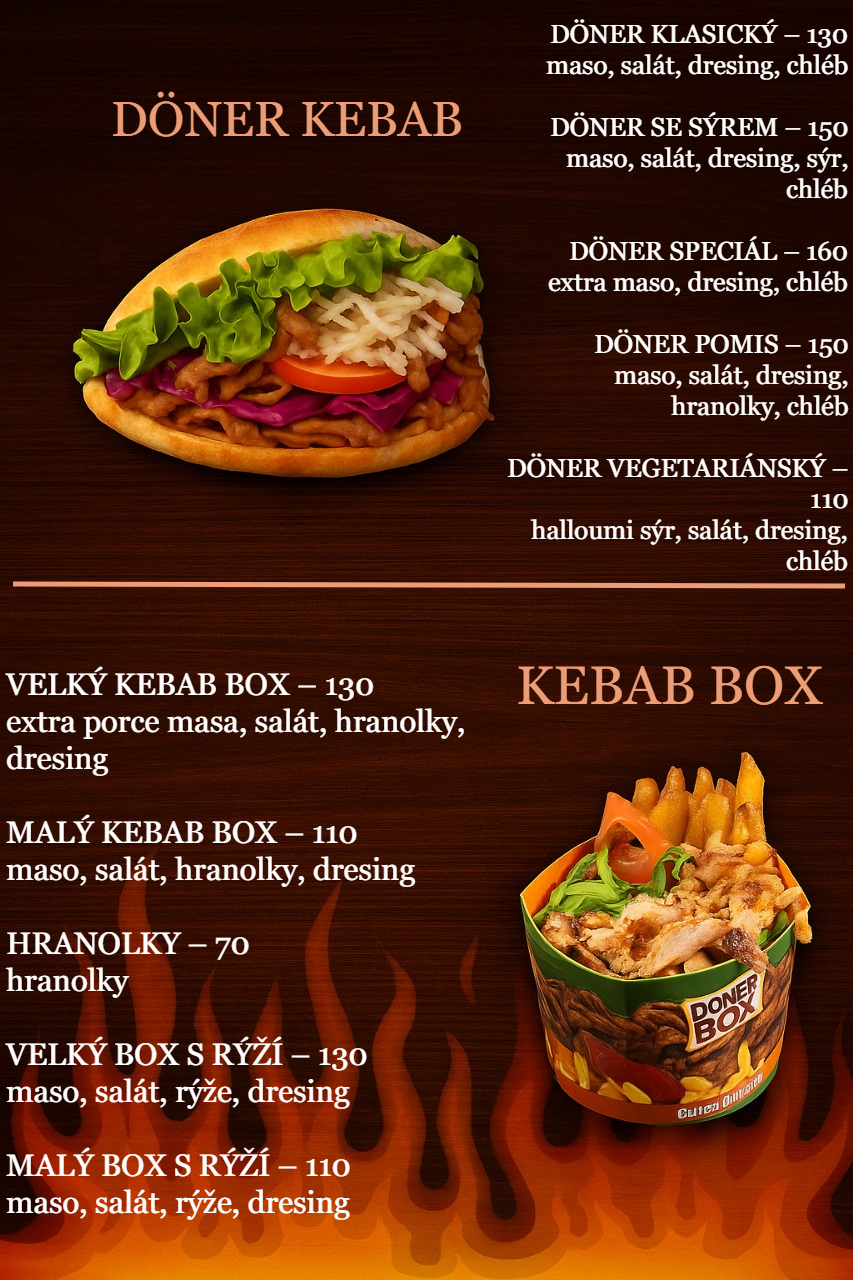 DÖNER KEBAB
DÖNER KLASICKÝ – 130
maso, salát, dresing, chléb
DÖNER SE SÝREM – 150
maso, salát, dresing, sýr,
chléb
DÖNER SPECIÁL – 160
extra maso, dresing, chléb
DÖNER POMIS – 150
maso, salát, dresing,
hranolky, chléb
DÖNER VEGETARIÁNSKÝ –
110
halloumi sýr, salát, dresing,
chléb
KEBAB BOX
VELKÝ KEBAB BOX – 130
extra porce masa, salát, hranolky,
dresing
MALÝ KEBAB BOX – 110
maso, salát, hranolky, dresing
HRANOLKY – 70
hranolky
VELKÝ BOX S RÝŽÍ – 130
maso, salát, rýže, dresing
MALÝ BOX S RÝŽÍ – 110
maso, salát, rýže, dresing
DONER
BOX